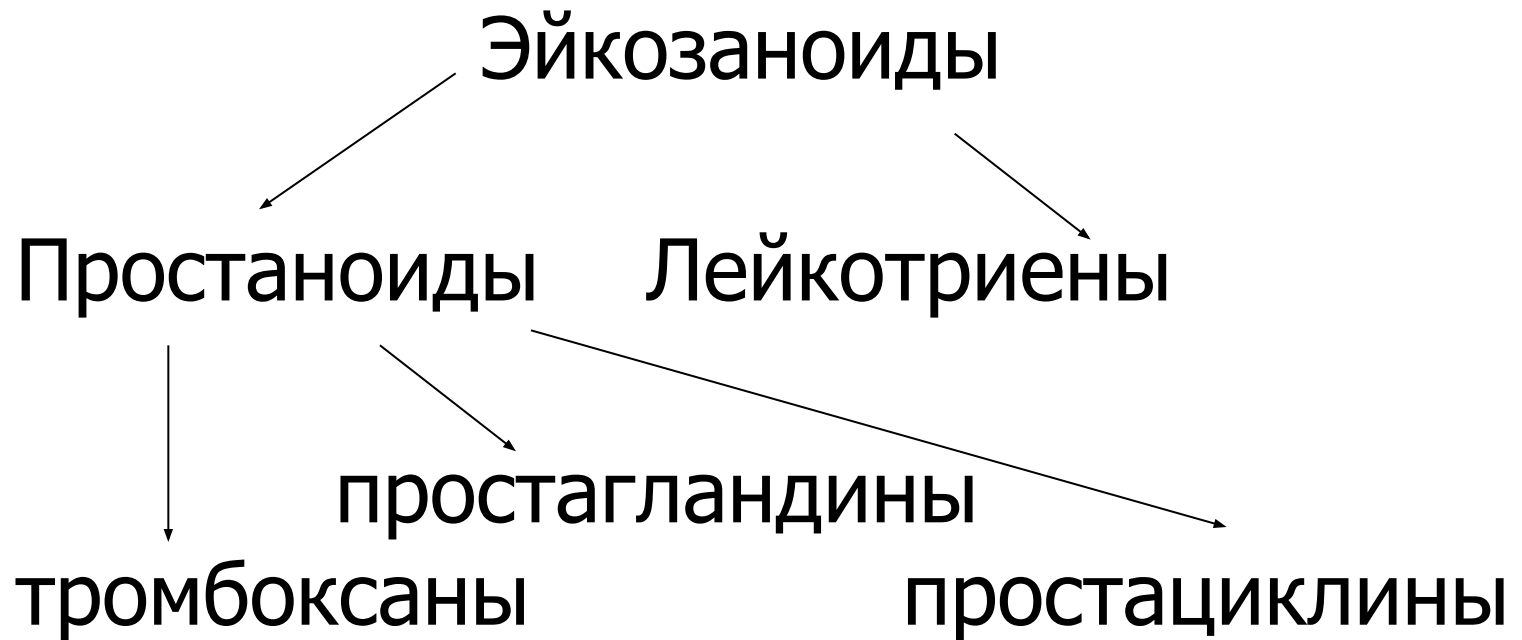 Эйкозаноиды
Простаноиды Лейкотриены
простагландины
тромбоксаны простациклины